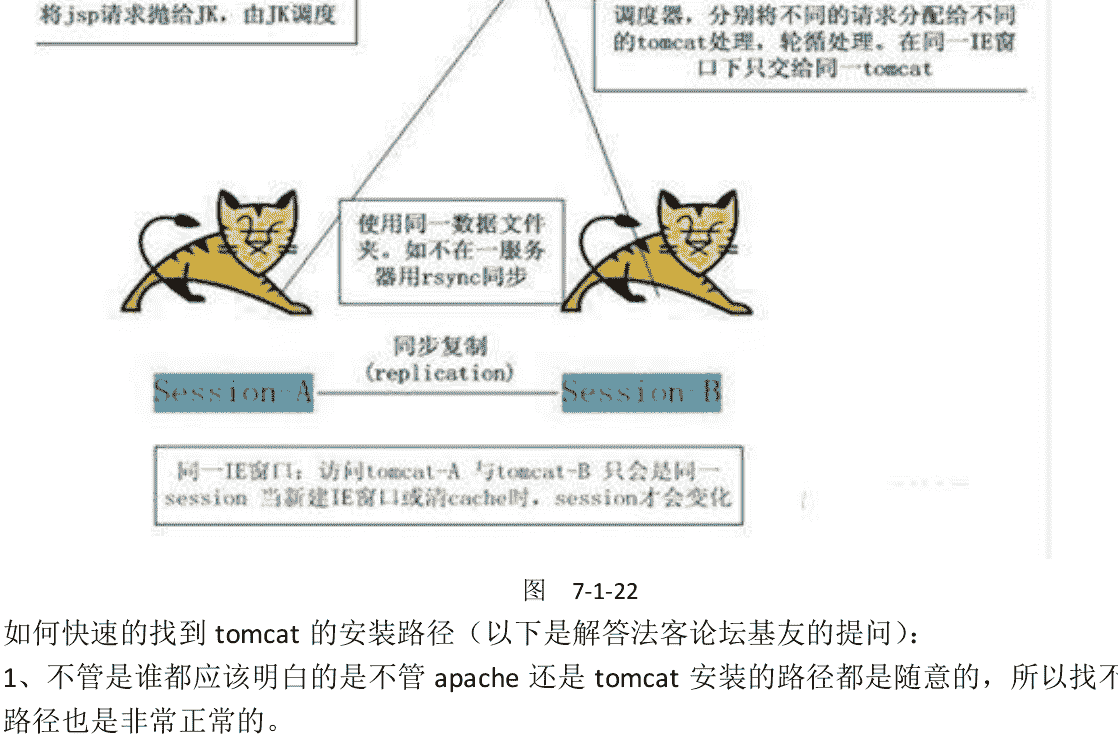 将jsp请求抛给JK，由JK调度
调度器，分别将不同的请求分配给不同
的tomcat处理，轮循处理。在同一IE窗
口下只交给同一tomcat
使用同一数据文件
夹。如不在一服务
器用rsync同步
同步复制
(replication)
Session-A
Session-B
同一IE窗口；访问tomcat-A 与tomcat-B 只会是同一
session 当新建IE窗口或清cache时，session才会变化
图 7-1-22
如何快速的找到 tomcat 的安装路径（以下是解答法客论坛基友的提问）：
1、不管是谁都应该明白的是不管 apache 还是 tomcat 安装的路径都是随意的，所以找不
路径也是非常正常的。